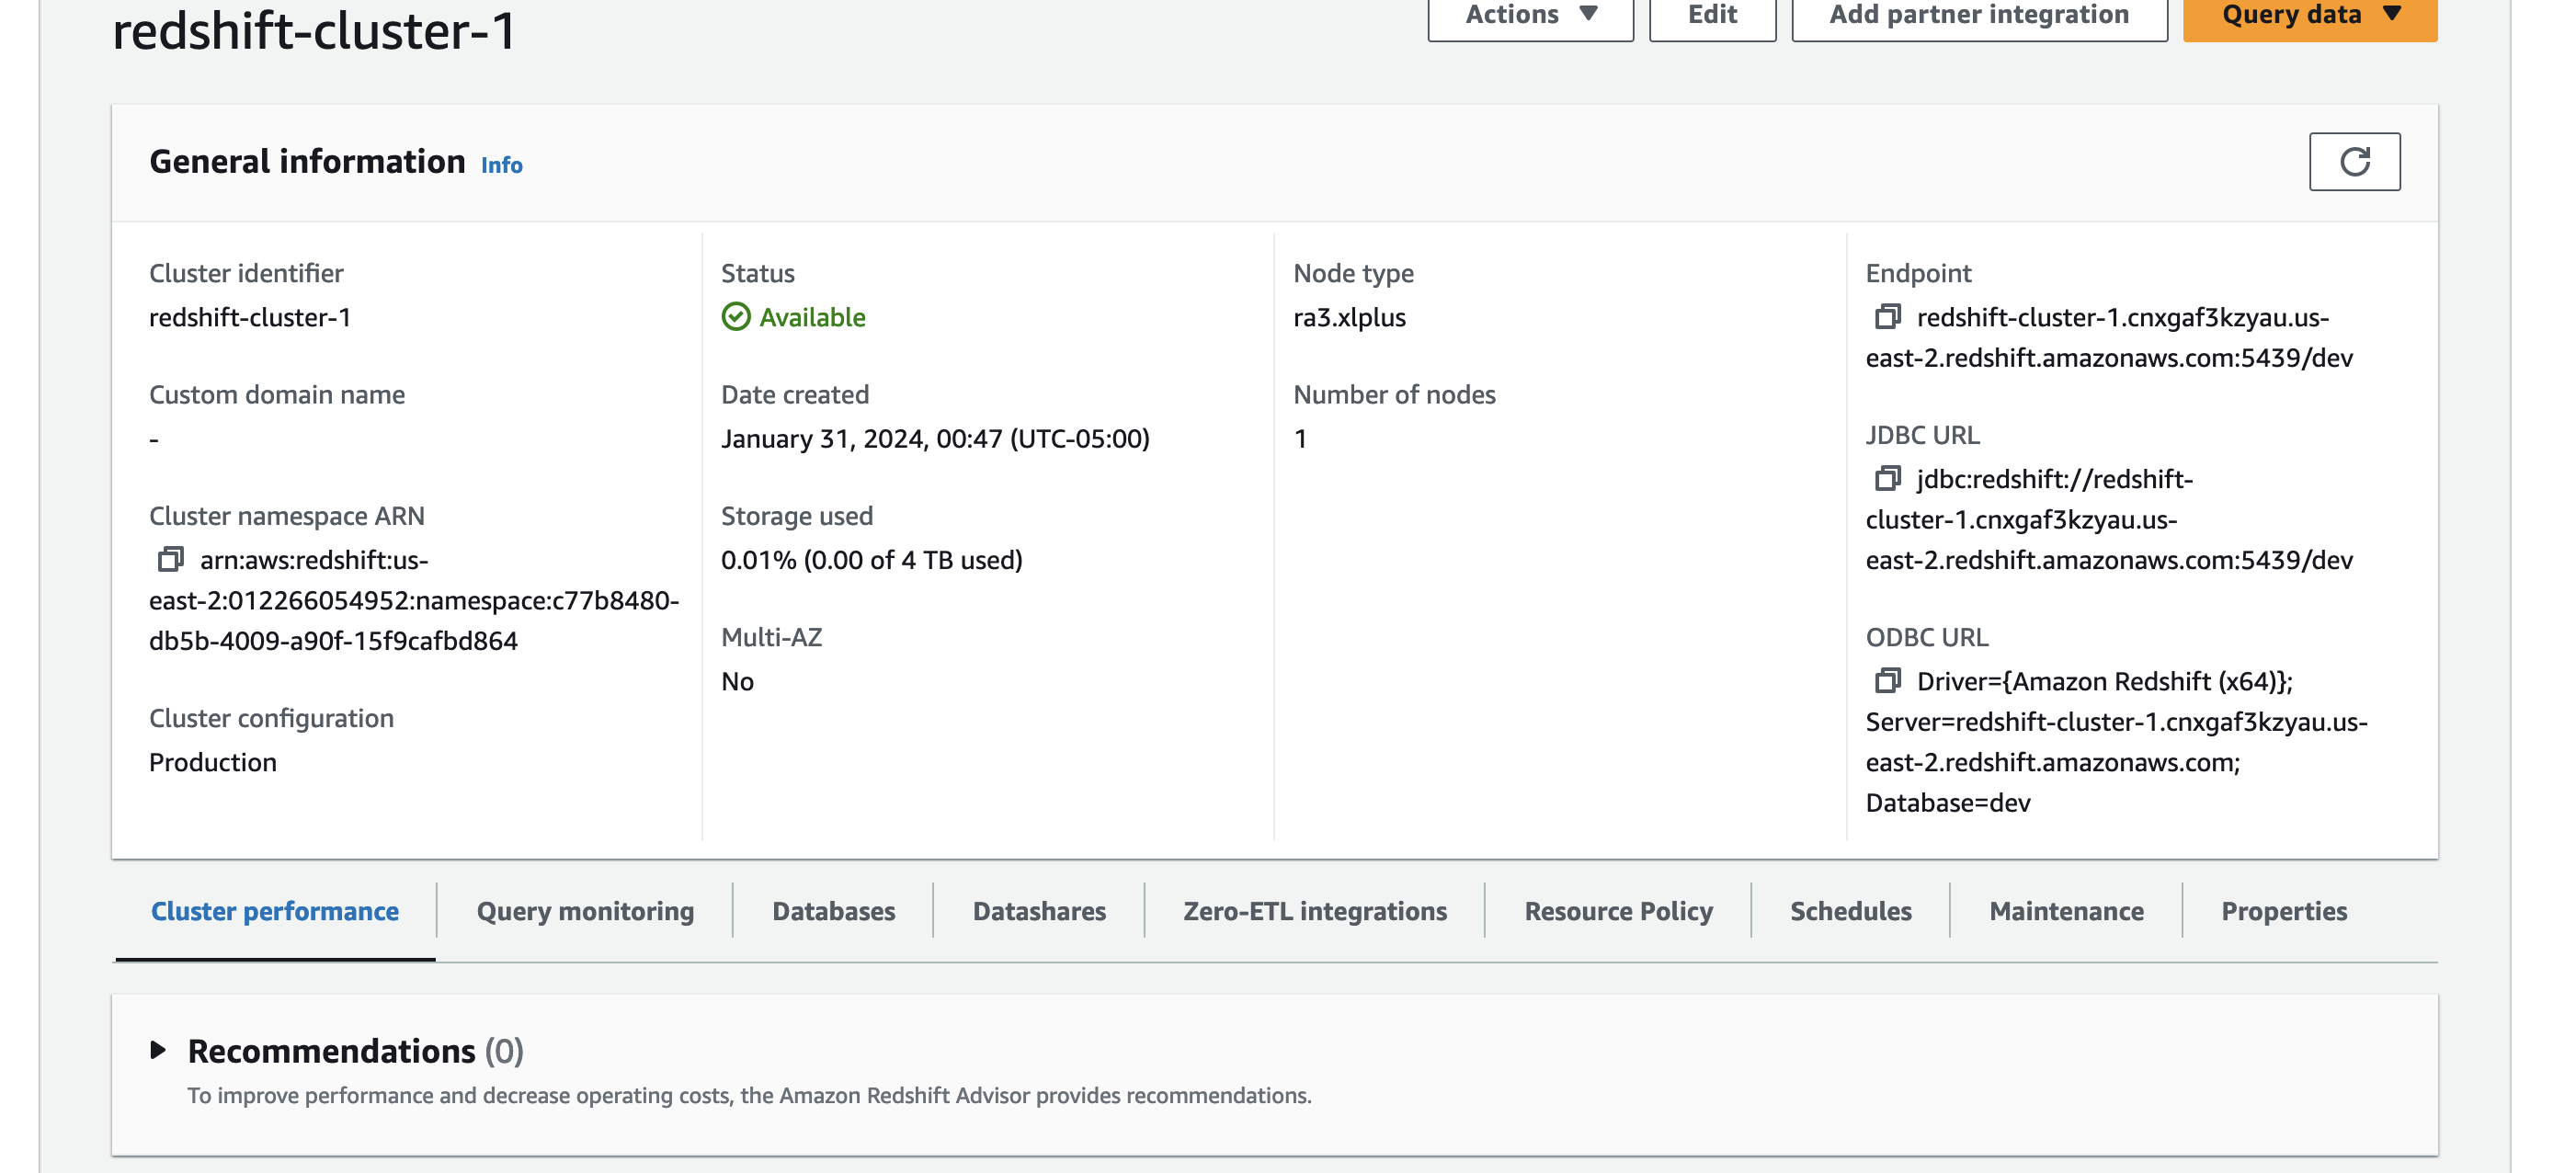 redshift-cluster-1
Actions
Edit
Add partner integration
Query data
General information Info
Cluster identifier
redshift-cluster-1
Custom domain name
-
Cluster namespace ARN
arn:aws:redshift:us-
east-2:012266054952:namespace:c77b8480-
db5b-4009-a90f-15f9cafbd864
Cluster configuration
Production
Status
Available
Date created
January 31, 2024, 00:47 (UTC-05:00)
Storage used
0.01% (0.00 of 4 TB used)
Multi-AZ
No
Node type
ra3.xlplus
Number of nodes
1
Endpoint
redshift-cluster-1.cnxgaf3kzyau.us-
east-2.redshift.amazonaws.com:5439/dev
JDBC URL
jdbc:redshift://redshift-
cluster-1.cnxgaf3kzyau.us-
east-2.redshift.amazonaws.com:5439/dev
ODBC URL
Driver={Amazon Redshift (x64)};
Server=redshift-cluster-1.cnxgaf3kzyau.us-
east-2.redshift.amazonaws.com;
Database=dev
Cluster performance
Query monitoring
Databases
Datashares
Zero-ETL integrations
Resource Policy
Schedules
Maintenance
Properties
Recommendations (0)
To improve performance and decrease operating costs, the Amazon Redshift Advisor provides recommendations.